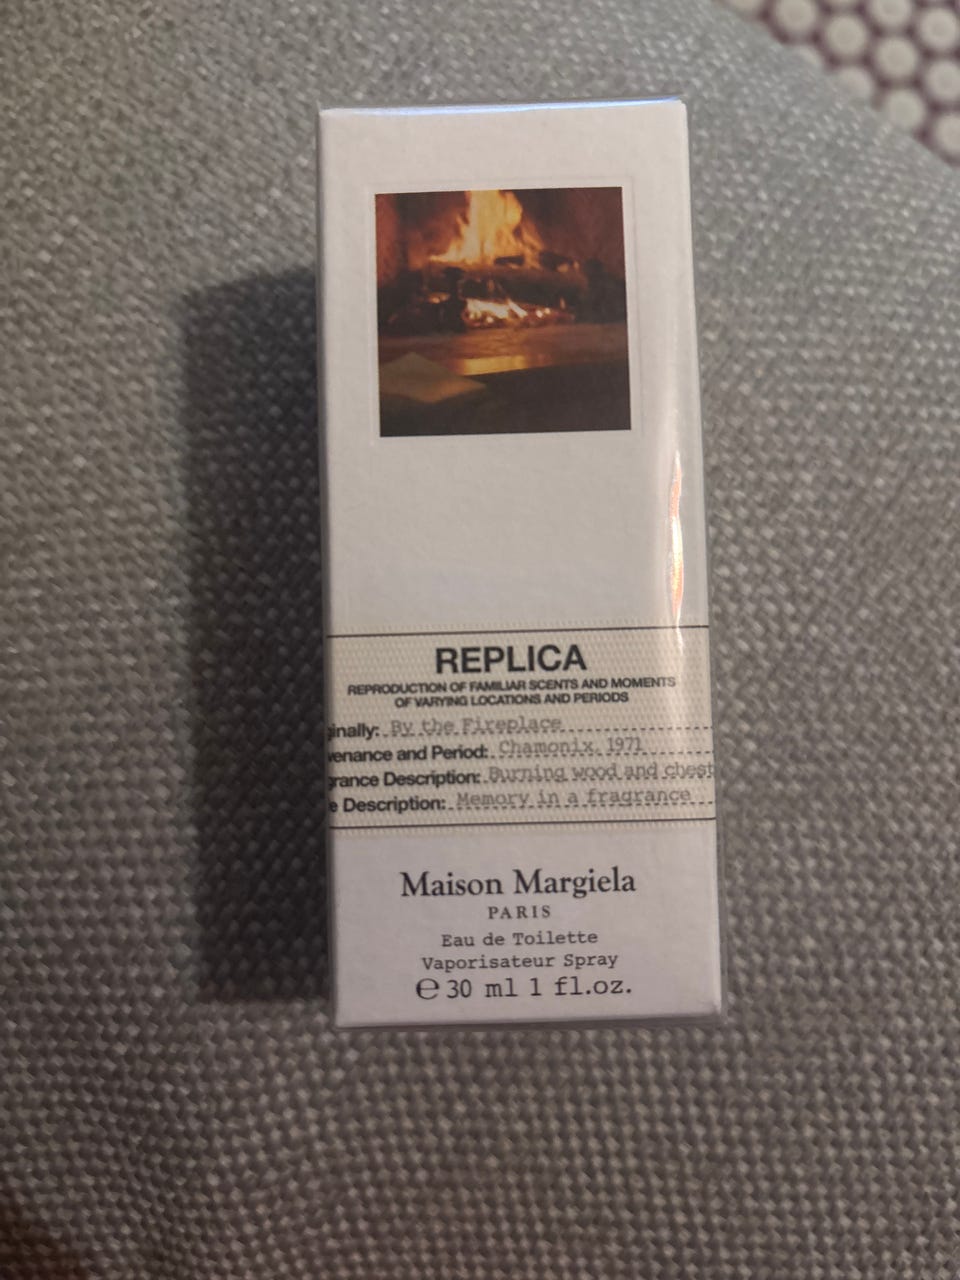 REPLICA
REPRODUCTION OF FAMILIAR SCENTS AND MOMENTS
OF VARYING LOCATIONS AND PERIODS
ginally: By the Fireplace
venance and Period: Chamonix, 1971
grance Description: Burning wood and chest
e Description: Memory in a fragrance
Maison Margiela
PARIS
Eau de Toilette
Vaporisateur Spray
℮ 30 ml 1 fl.oz.